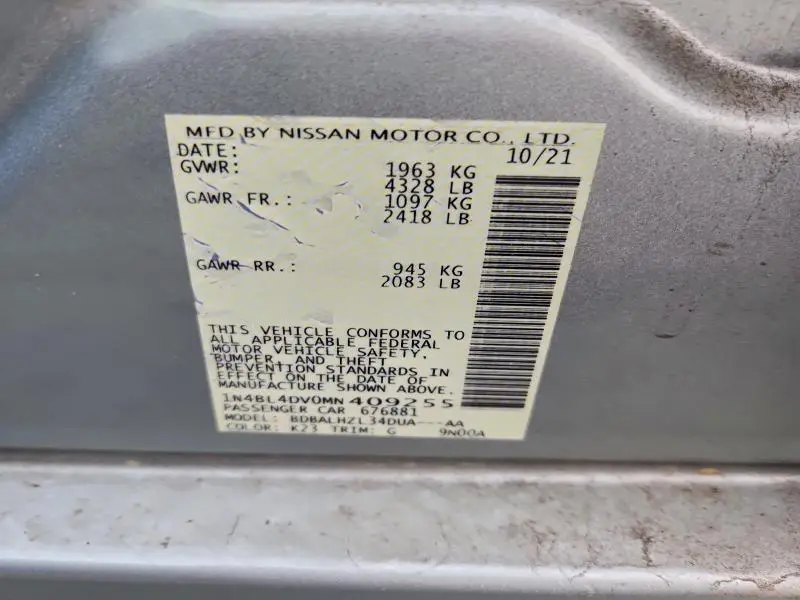 MFD BY NISSAN MOTOR CO., LTD.
DATE: 10/21
GVWR: 1963 KG
4328 LB
GAWR FR.: 1097 KG
2418 LB
GAWR RR.: 945 KG
2083 LB
THIS VEHICLE CONFORMS TO
ALL APPLICABLE FEDERAL
MOTOR VEHICLE SAFETY,
BUMPER, AND THEFT
PREVENTION STANDARDS IN
EFFECT ON THE DATE OF
MANUFACTURE SHOWN ABOVE.
1N4BL4DV0MN409255
PASSENGER CAR 676881
MODEL: BDBALHZL34DUA---AA
COLOR: K23 TRIM: G 9N00A